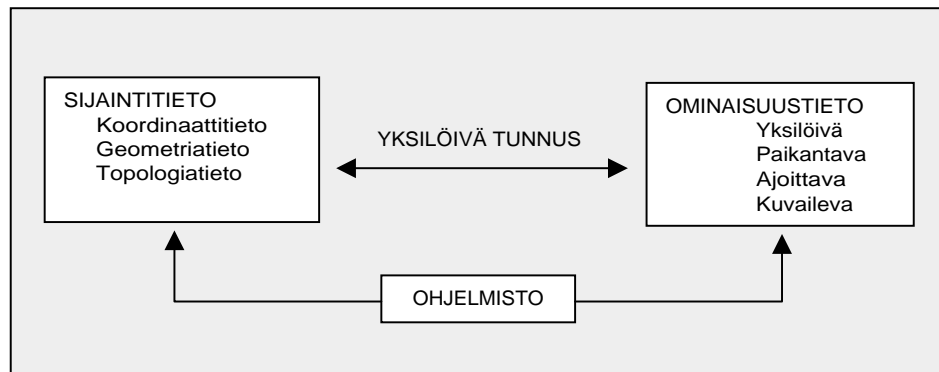 SIJAINTITIETO
Koordinaattitieto
Geometriatieto
Topologiatieto
YKSILÖIVÄ TUNNUS
OMINAISUUSTIETO
Yksilöivä
Paikantava
Ajoittava
Kuvaileva
OHJELMISTO